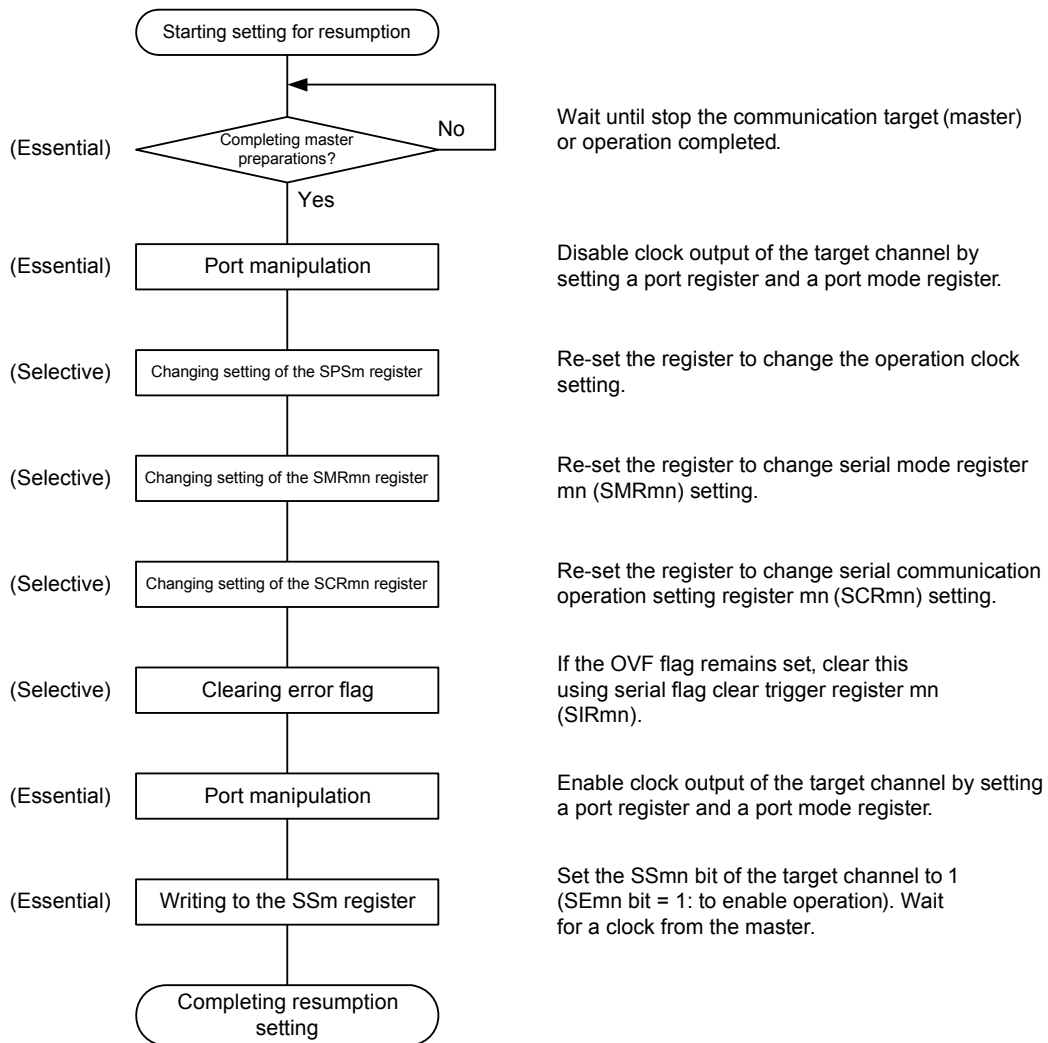 Starting setting for resumption
(Essential)
Completing master
preparations?
No
Wait until stop the communication target (master)
or operation completed.
Yes
(Essential)
Port manipulation
Disable clock output of the target channel by
setting a port register and a port mode register.
(Selective)
Changing setting of the SPSm register
Re-set the register to change the operation clock
setting.
(Selective)
Changing setting of the SMRmn register
Re-set the register to change serial mode register
mn (SMRmn) setting.
(Selective)
Changing setting of the SCRmn register
Re-set the register to change serial communication
operation setting register mn (SCRmn) setting.
(Selective)
Clearing error flag
If the OVF flag remains set, clear this
using serial flag clear trigger register mn
(SIRmn).
(Essential)
Port manipulation
Enable clock output of the target channel by setting
a port register and a port mode register.
(Essential)
Writing to the SSm register
Set the SSmn bit of the target channel to 1
(SEmn bit = 1: to enable operation). Wait
for a clock from the master.
Completing resumption
setting